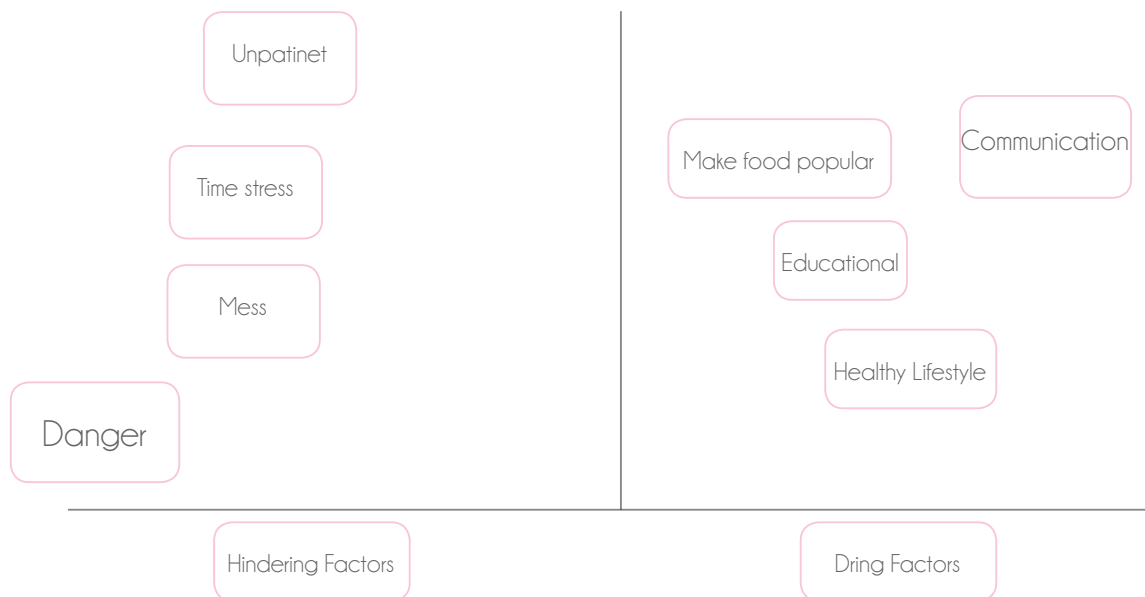 Unpatinet
Time stress
Mess
Danger
Make food popular
Communication
Educational
Healthy Lifestyle
Hindering Factors
Dring Factors